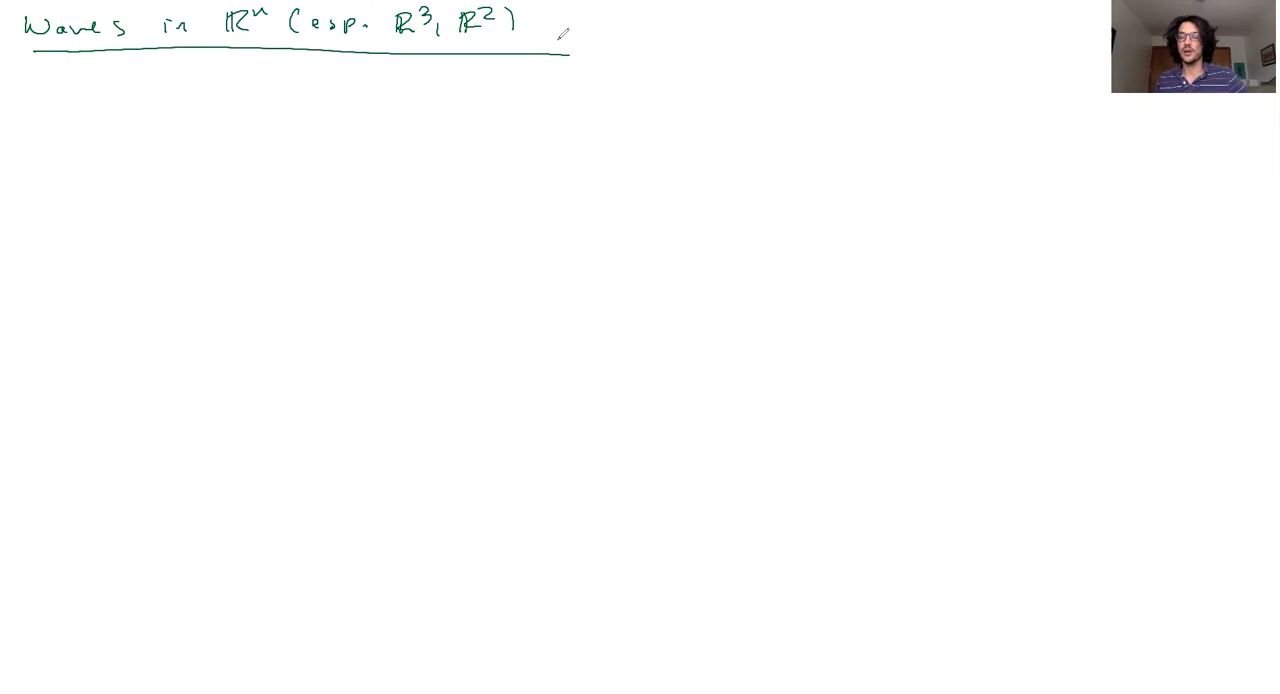 Waves in ℝⁿ (esp. ℝ³, ℝ²)